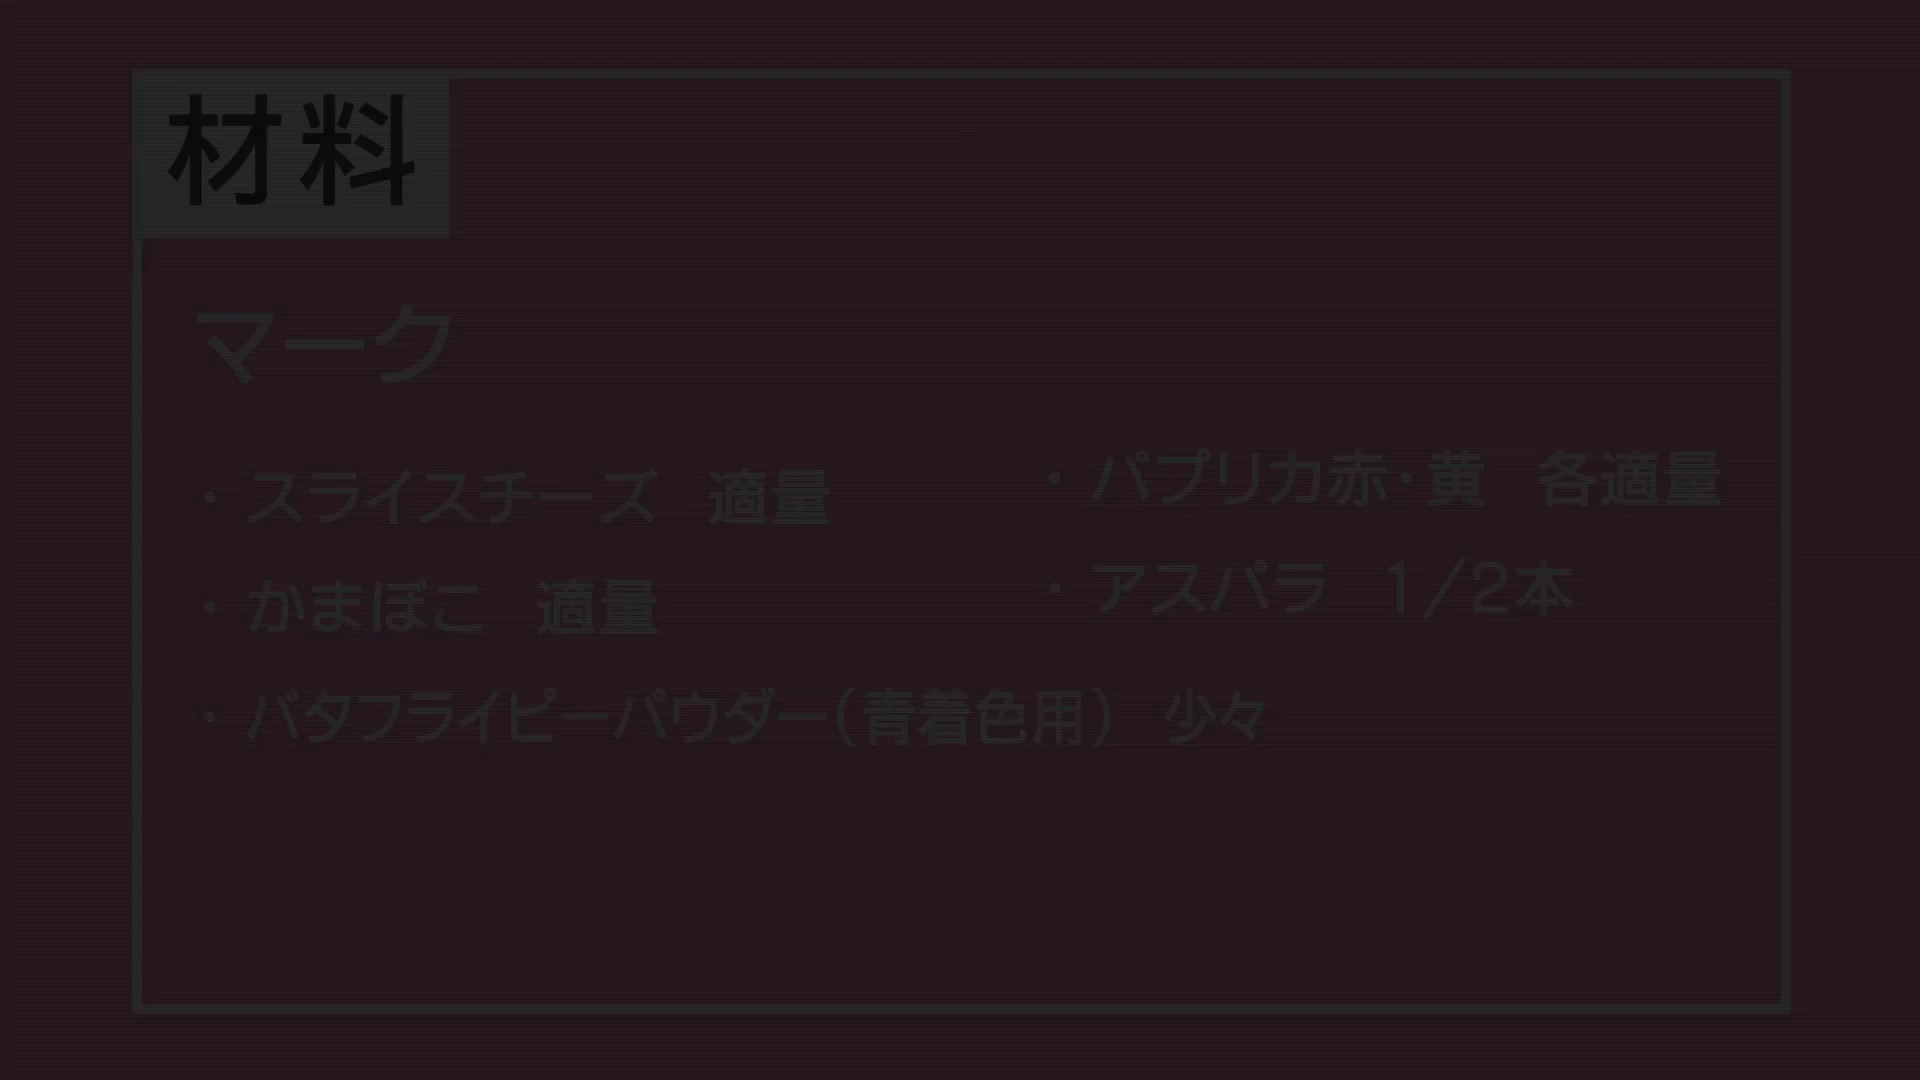 材料
マーク
・スライスチーズ 適量
・かまぼこ 適量
・バタフライピーパウダー(青着色用) 少々
・パプリカ赤・黄 各適量
・アスパラ 1/2本